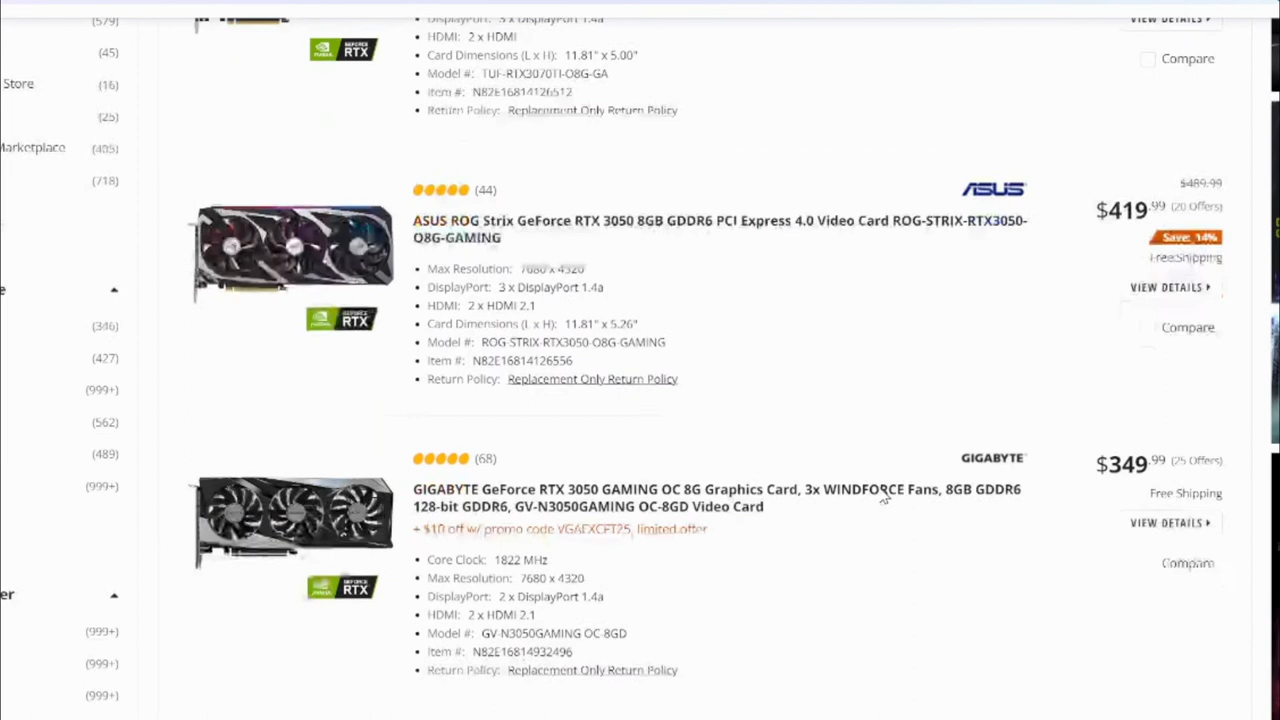 (579)
HDMI: 2 x HDMI
VIEW DETAILS
(45)
GEFORCE RTX
Card Dimensions (L x H): 11.81" x 5.00"
Compare
Store (16)
Model #: TUF-RTX3070TI-O8G-GA
Item #: N82E16814126512
(25)
Return Policy: Replacement Only Return Policy
Marketplace (405)
(718)
(44)
ASUS
$489.99
$419.99 (20 Offers)
ASUS ROG Strix GeForce RTX 3050 8GB GDDR6 PCI Express 4.0 Video Card ROG-STRIX-RTX3050-
O8G-GAMING
Save: 14%
Free Shipping
Max Resolution: 7680 x 4320
DisplayPort: 3 x DisplayPort 1.4a
VIEW DETAILS
HDMI: 2 x HDMI 2.1
GEFORCE RTX
Card Dimensions (L x H): 11.81" x 5.26"
Compare
(346)
Model #: ROG-STRIX-RTX3050-O8G-GAMING
(427)
Item #: N82E16814126556
(999+)
Return Policy: Replacement Only Return Policy
(562)
(489)
(68)
GIGABYTE
$349.99 (25 Offers)
(999+)
GIGABYTE GeForce RTX 3050 GAMING OC 8G Graphics Card, 3x WINDFORCE Fans, 8GB GDDR6
128-bit GDDR6, GV-N3050GAMING OC-8GD Video Card
Free Shipping
VIEW DETAILS
Core Clock: 1822 MHz
Compare
Max Resolution: 7680 x 4320
GEFORCE RTX
DisplayPort: 2 x DisplayPort 1.4a
HDMI: 2 x HDMI 2.1
(999+)
Model #: GV-N3050GAMING OC-8GD
Item #: N82E16814932496
(999+)
Return Policy: Replacement Only Return Policy
(999+)